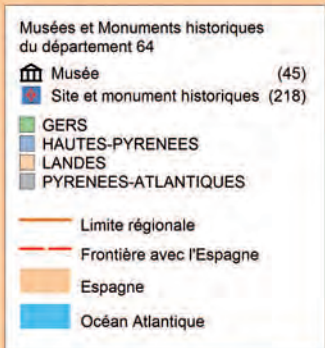 Musées et Monuments historiques
du département 64
Musée (45)
Site et monument historiques (218)
GERS
HAUTES-PYRENEES
LANDES
PYRENEES-ATLANTIQUES
Limite régionale
Frontière avec l'Espagne
Espagne
Océan Atlantique